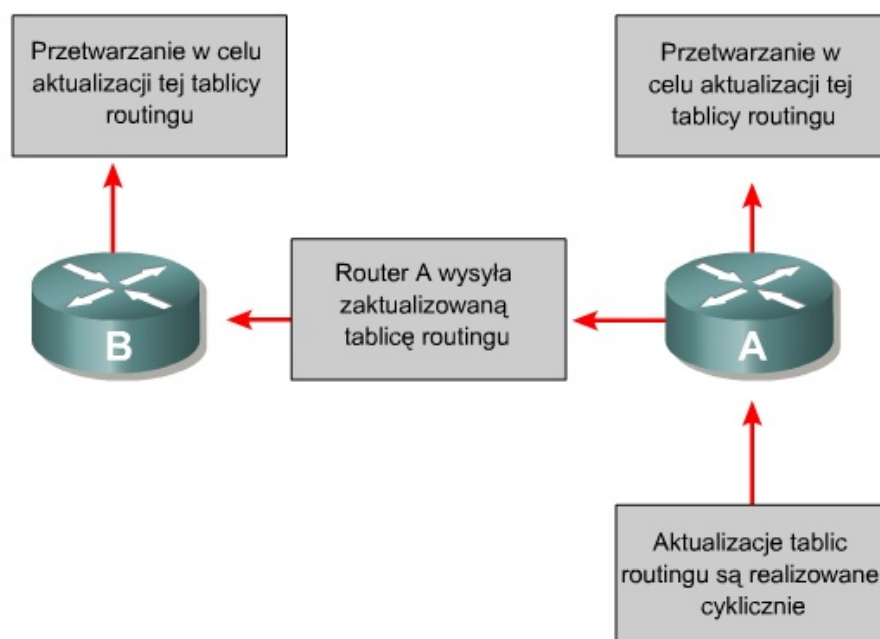 Przetwarzanie w celu
aktualizacji tej tablicy
routingu
Przetwarzanie w
celu aktualizacji tej
tablicy routingu
B
Router A wysyła
zaktualizowaną
tablicę routingu
A
Aktualizacje tablic
routingu są realizowane
cyklicznie